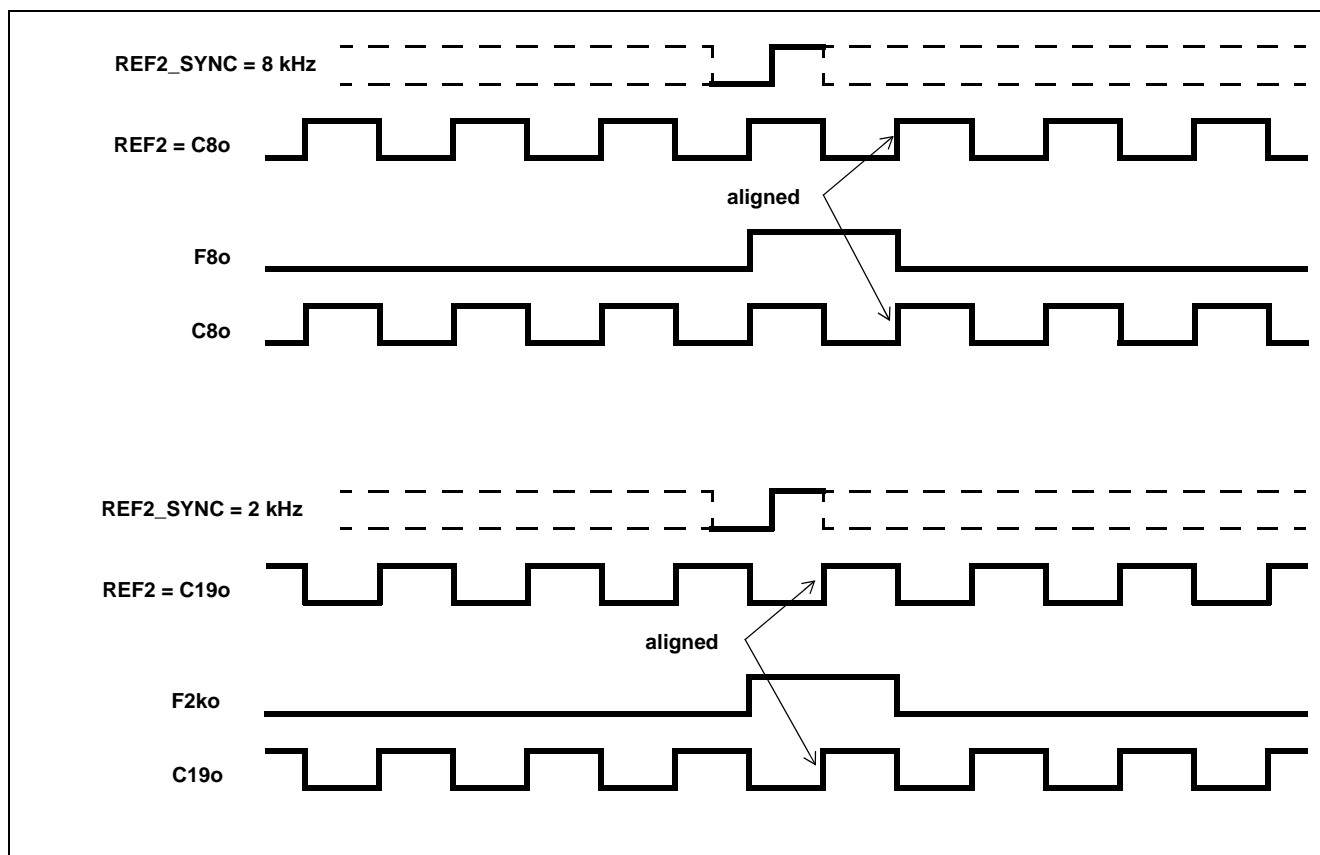 REF2_SYNC = 8 kHz
REF2 = C8o
aligned
F8o
C8o
REF2_SYNC = 2 kHz
REF2 = C19o
aligned
F2ko
C19o